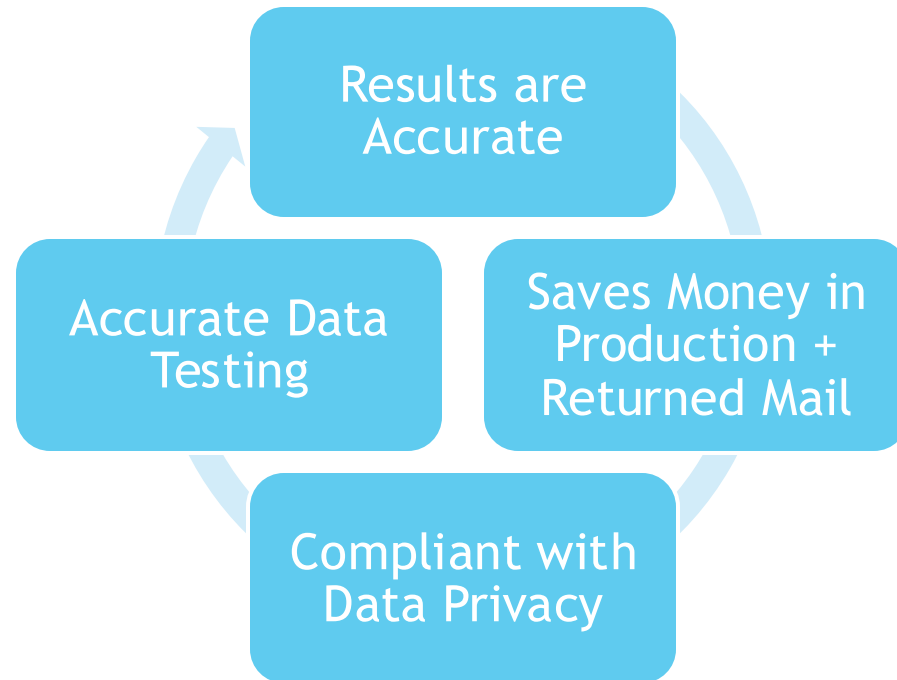 Results are
Accurate
Saves Money in
Production +
Returned Mail
Compliant with
Data Privacy
Accurate Data
Testing